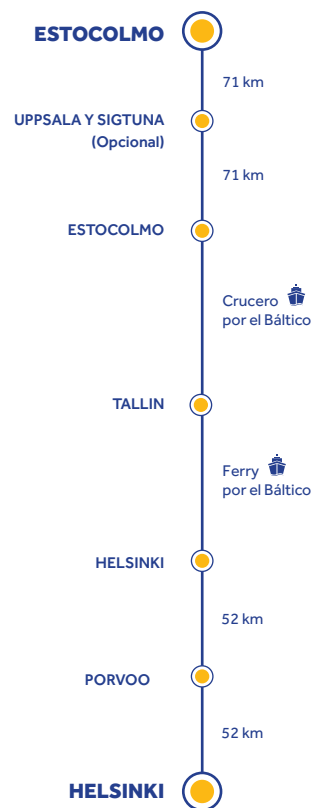 ESTOCOLMO
71 km
UPPSALA Y SIGTUNA
(Opcional)
71 km
ESTOCOLMO
Crucero
por el Báltico
TALLIN
Ferry
por el Báltico
HELSINKI
52 km
PORVOO
52 km
HELSINKI